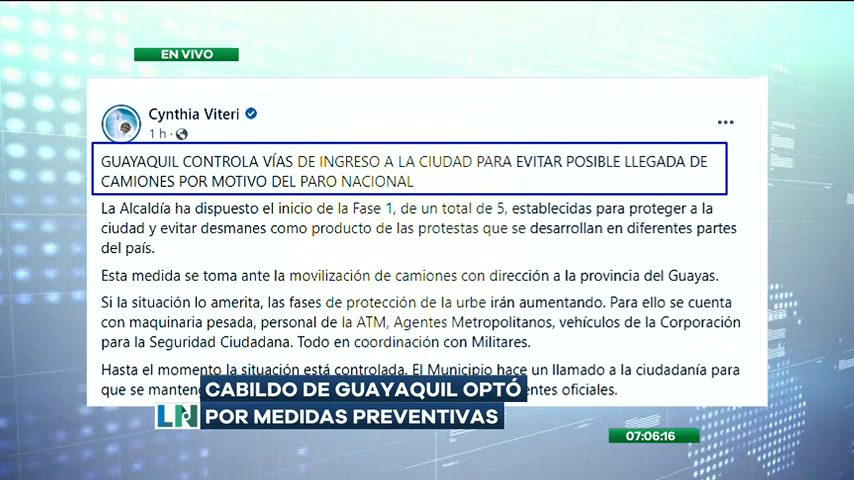 EN VIVO
Cynthia Viteri
1 h
GUAYAQUIL CONTROLA VÍAS DE INGRESO A LA CIUDAD PARA EVITAR POSIBLE LLEGADA DE
CAMIONES POR MOTIVO DEL PARO NACIONAL
La Alcaldía ha dispuesto el inicio de la Fase 1, de un total de 5, establecidas para proteger a la
ciudad y evitar desmanes como producto de las protestas que se desarrollan en diferentes partes
del país.
Esta medida se toma ante la movilización de camiones con dirección a la provincia del Guayas.
Si la situación lo amerita, las fases de protección de la urbe irán aumentando. Para ello se cuenta
con maquinaria pesada, personal de la ATM, Agentes Metropolitanos, vehículos de la Corporación
para la Seguridad Ciudadana. Todo en coordinación con Militares.
Hasta el momento la situación está controlada. El Municipio hace un llamado a la ciudadanía para
que se oficiales.
CABILDO DE GUAYAQUIL OPTÓ
LN POR MEDIDAS PREVENTIVAS
07:06:16